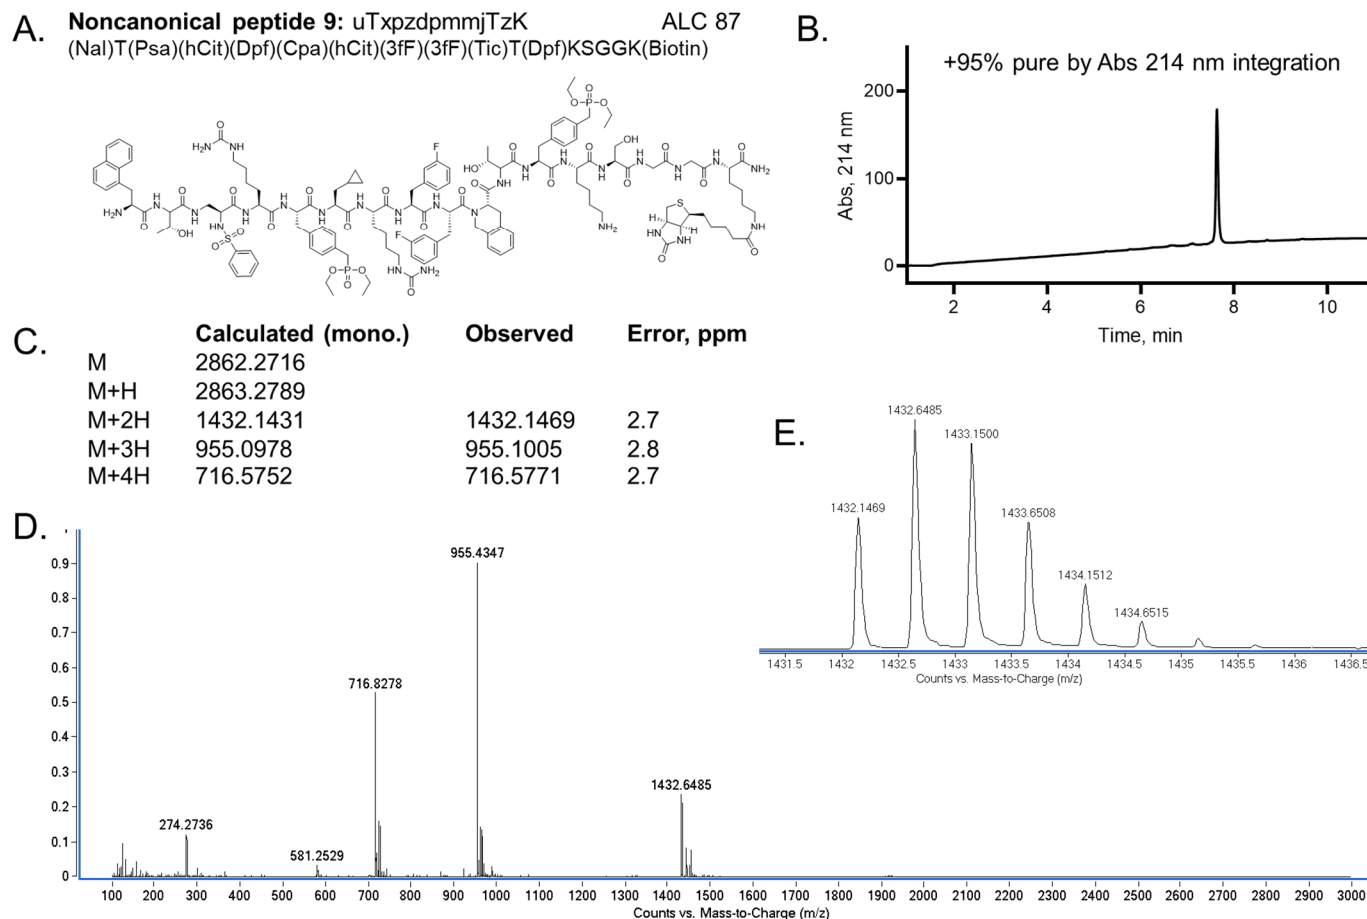 A.
Noncanonical peptide 9: uTxpzdpmmjTzK ALC 87
(Nal)T(Psa)(hCit)(Dpf)(Cpa)(hCit)(3fF)(3fF)(Tic)T(Dpf)KSGGK(Biotin)
B.
+95% pure by Abs 214 nm integration
Abs, 214 nm
200
100
0
2 4 6 8 10
Time, min
C.
Calculated (mono.) Observed Error, ppm
M 2862.2716
M+H 2863.2789
M+2H 1432.1431 1432.1469 2.7
M+3H 955.0978 955.1005 2.8
M+4H 716.5752 716.5771 2.7
E.
1432.6485
1433.1500
1432.1469
1433.6508
1434.1512
1434.6515
1431.5 1432 1432.5 1433 1433.5 1434 1434.5 1435 1435.5 1436 1436.5
Counts vs. Mass-to-Charge (m/z)
D.
0.9
0.8
0.7
0.6
0.5
0.4
0.3
0.2
0.1
0
955.4347
716.8278
1432.6485
274.2736
581.2529
100 200 300 400 500 600 700 800 900 1000 1100 1200 1300 1400 1500 1600 1700 1800 1900 2000 2100 2200 2300 2400 2500 2600 2700 2800 2900 3000
Counts vs. Mass-to-Charge (m/z)